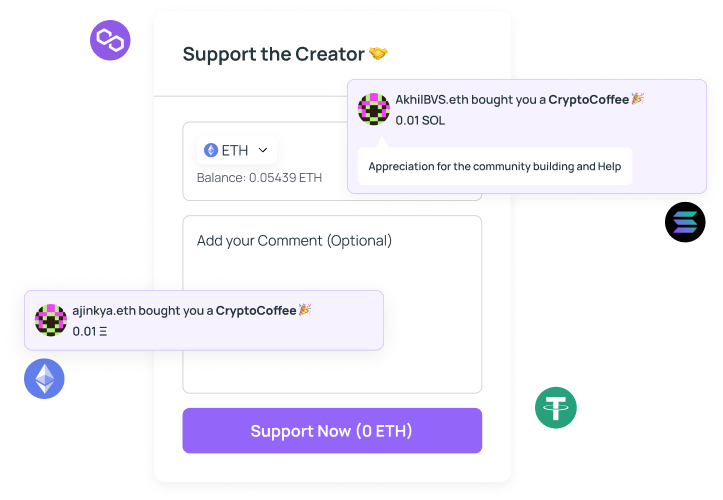 Support the Creator 🤝
AkhilBVS.eth bought you a CryptoCoffee🎉
0.01 SOL
Appreciation for the community building and Help
ETH
Balance: 0.05439 ETH
Add your Comment (Optional)
ajinkya.eth bought you a CryptoCoffee🎉
0.01 Ξ
Support Now (0 ETH)